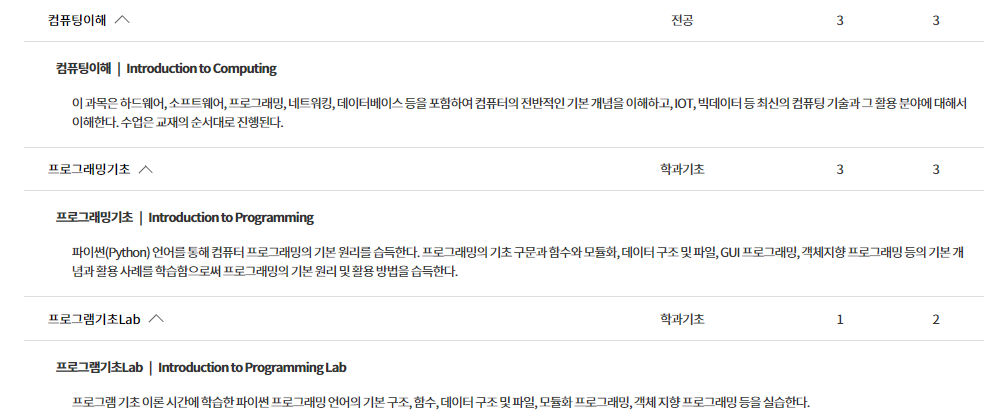 컴퓨팅이해 전공 3 3
컴퓨팅이해 | Introduction to Computing
이 과목은 하드웨어, 소프트웨어, 프로그래밍, 네트워킹, 데이터베이스 등을 포함하여 컴퓨터의 전반적인 기본 개념을 이해하고, IOT, 빅데이터 등 최신의 컴퓨팅 기술과 그 활용 분야에 대해서
이해한다. 수업은 교재의 순서대로 진행된다.
프로그래밍기초 학과기초 3 3
프로그래밍기초 | Introduction to Programming
파이썬(Python) 언어를 통해 컴퓨터 프로그래밍의 기본 원리를 습득한다. 프로그래밍의 기초 구문과 함수와 모듈화, 데이터 구조 및 파일, GUI 프로그래밍, 객체지향 프로그래밍 등의 기본 개
념과 활용 사례를 학습함으로써 프로그래밍의 기본 원리 및 활용 방법을 습득한다.
프로그램기초Lab 학과기초 1 2
프로그램기초Lab | Introduction to Programming Lab
프로그램 기초 이론 시간에 학습한 파이썬 프로그래밍 언어의 기본 구조, 함수, 데이터 구조 및 파일, 모듈화 프로그래밍, 객체 지향 프로그래밍 등을 실습한다.